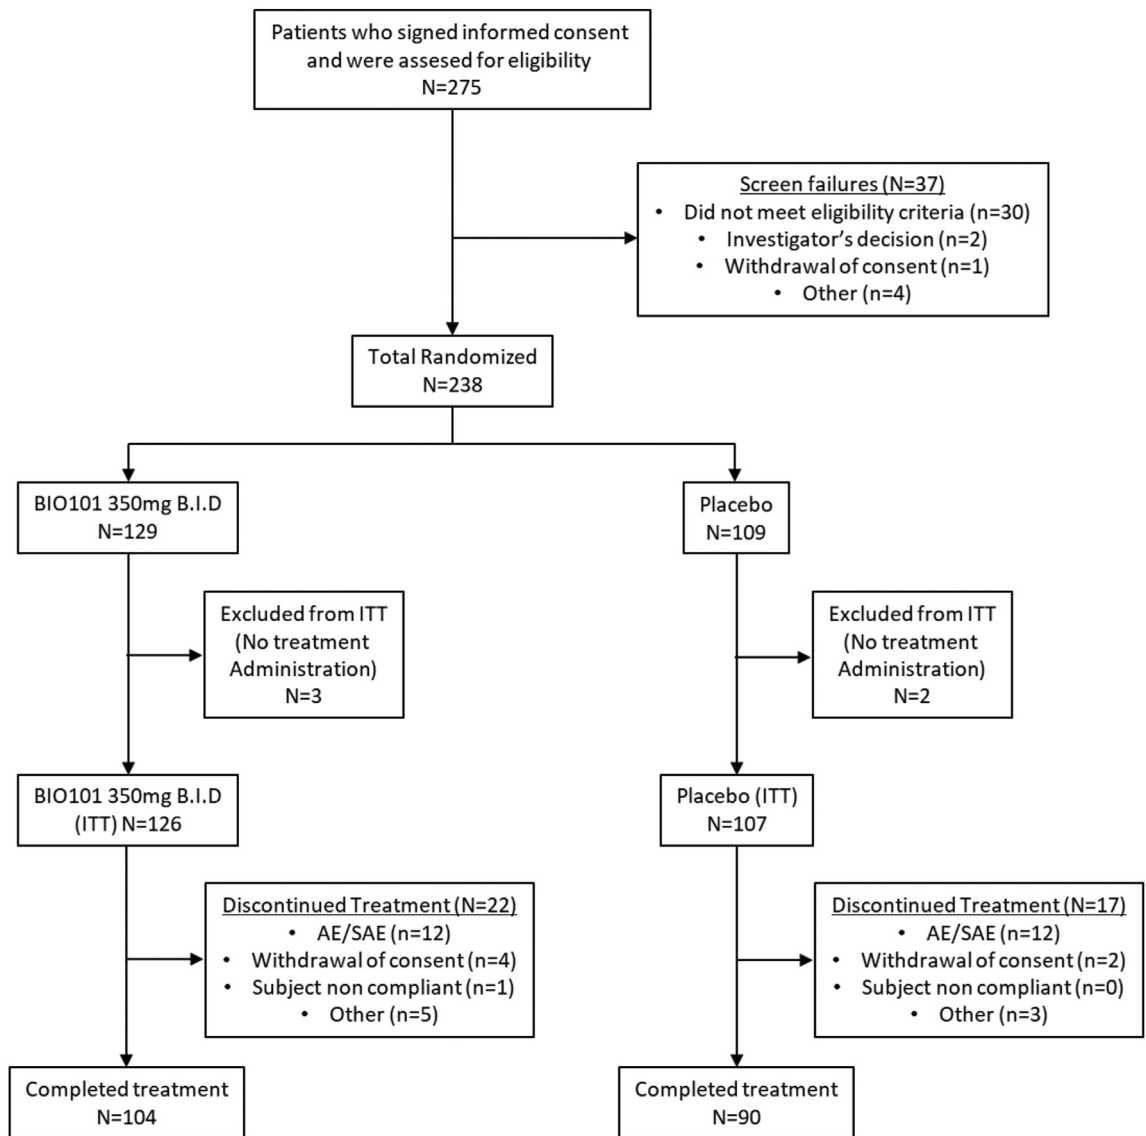 Patients who signed informed consent
and were assesed for eligibility
N=275
Screen failures (N=37)
• Did not meet eligibility criteria (n=30)
• Investigator’s decision (n=2)
• Withdrawal of consent (n=1)
• Other (n=4)
Total Randomized
N=238
BIO101 350mg B.I.D
N=129
Placebo
N=109
Excluded from ITT
(No treatment
Administration)
N=3
Excluded from ITT
(No treatment
Administration)
N=2
BIO101 350mg B.I.D
(ITT) N=126
Placebo (ITT)
N=107
Discontinued Treatment (N=22)
• AE/SAE (n=12)
• Withdrawal of consent (n=4)
• Subject non compliant (n=1)
• Other (n=5)
Discontinued Treatment (N=17)
• AE/SAE (n=12)
• Withdrawal of consent (n=2)
• Subject non compliant (n=0)
• Other (n=3)
Completed treatment
N=104
Completed treatment
N=90